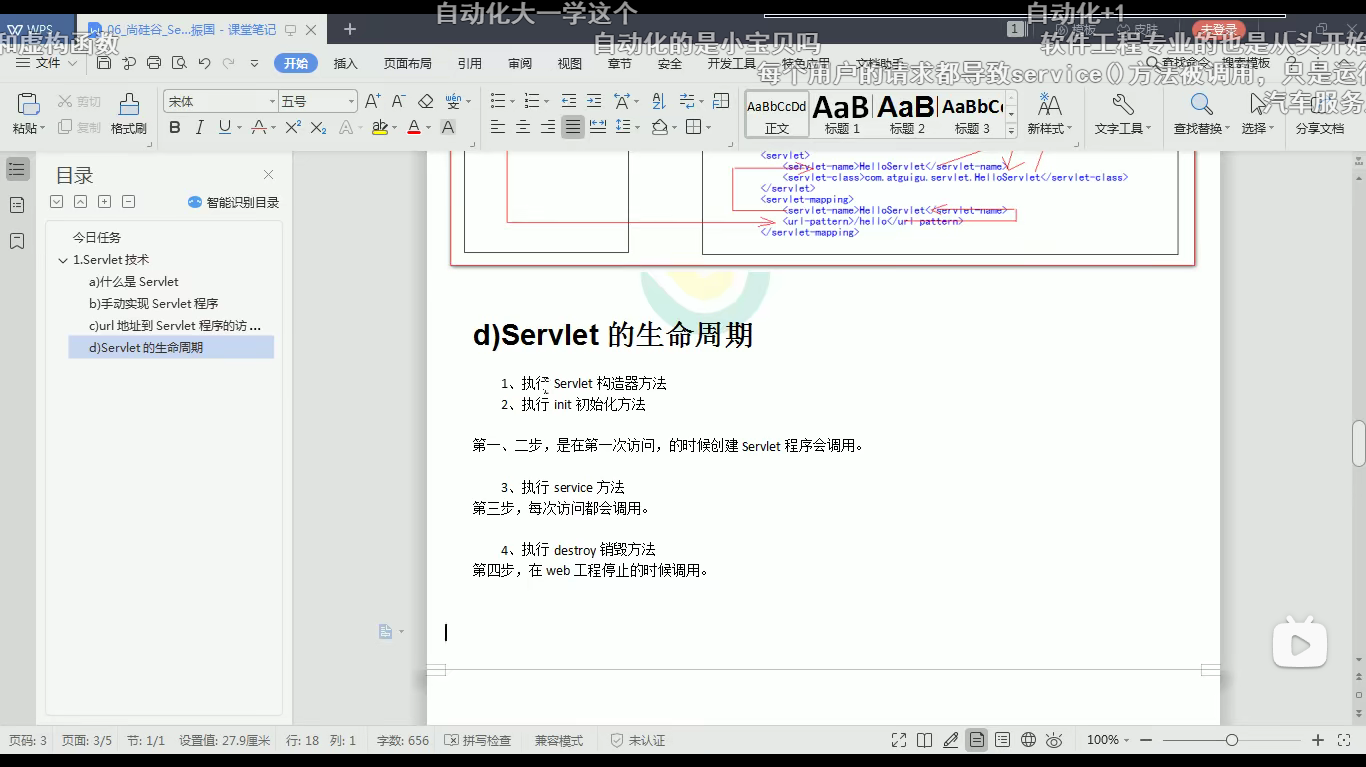 自动化大一学这个
自动化+1
WPS
06_尚硅谷_Se...振国 - 课堂笔记
1
模板
皮肤
未登录
和虚构函数
自动化的是小宝贝吗
软件工程专业的也是从头开始
文件
开始
插入
页面布局
引用
审阅
视图
章节
安全
开发工具
特色应用
文档助手
查找命令、搜索模板
每个用户的请求都导致service()方法被调用，只是运行
汽车服务
粘贴
剪切
复制
格式刷
宋体
五号
AaBbCcDd
正文
AaB
标题 1
AaB
标题 2
AaBbC
标题 3
新样式
文字工具
查找替换
选择
分享文档
目录
智能识别目录
今日任务
1.Servlet 技术
a)什么是 Servlet
b)手动实现 Servlet 程序
c)url 地址到 Servlet 程序的访 ...
d)Servlet 的生命周期
<servlet>
<servlet-name>HelloServlet</servlet-name>
<servlet-class>com.atguigu.servlet.HelloServlet</servlet-class>
</servlet>
<servlet-mapping>
<servlet-name>HelloServlet</servlet-name>
<url-pattern>/hello</url-pattern>
</servlet-mapping>
d)Servlet 的生命周期
1、执行 Servlet 构造器方法
2、执行 init 初始化方法
第一、二步，是在第一次访问，的时候创建 Servlet 程序会调用。
3、执行 service 方法
第三步，每次访问都会调用。
4、执行 destroy 销毁方法
第四步，在 web 工程停止的时候调用。
页码: 3
页面: 3/5
节: 1/1
设置值: 27.9厘米
行: 18
列: 1
字数: 656
拼写检查
兼容模式
未认证
100%